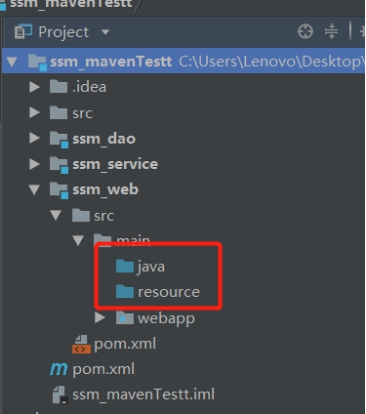 ssm_mavenTestt
Project
ssm_mavenTestt C:\Users\Lenovo\Desktop\
.idea
src
ssm_dao
ssm_service
ssm_web
src
main
java
resource
webapp
pom.xml
pom.xml
ssm_mavenTestt.iml